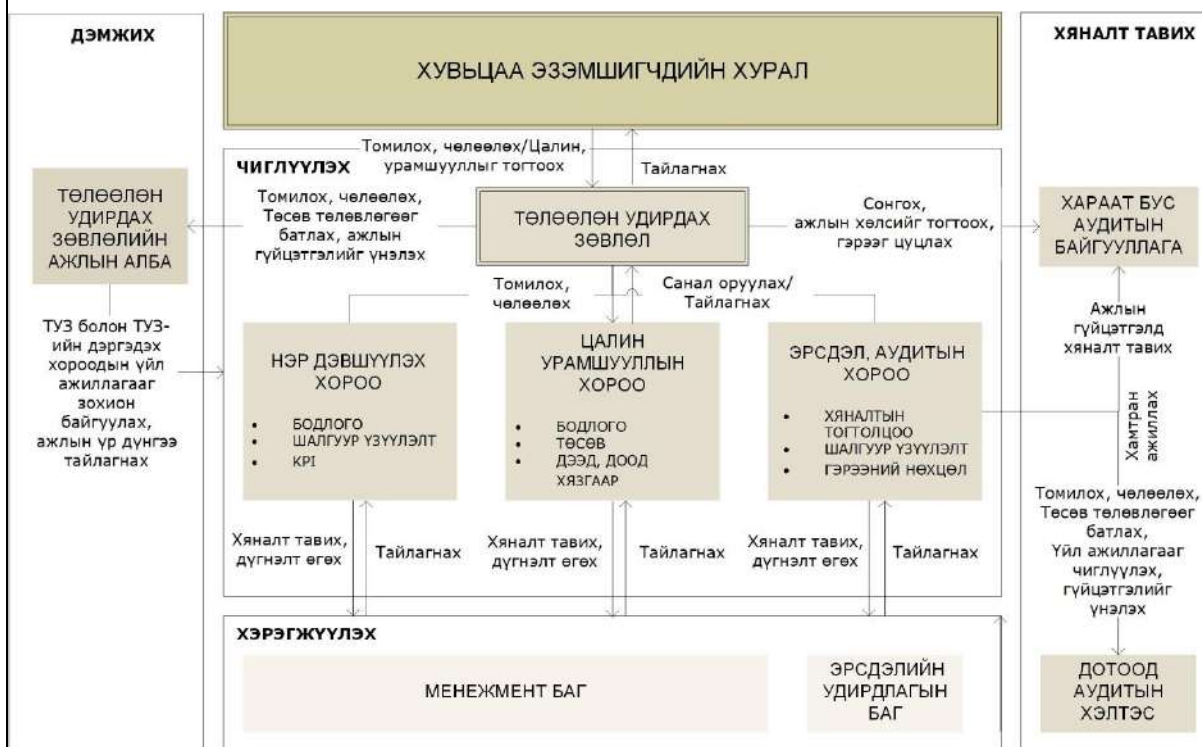 ДЭМЖИХ
ХЯНАЛТ ТАВИХ
ХУВЬЦАА ЭЗЭМШИГЧДИЙН ХУРАЛ
Томилох, чөлөөлөх/Цалин,
урамшууллыг тогтоох
Тайлагнах
ЧИГЛҮҮЛЭХ
ТӨЛӨӨЛӨН
УДИРДАХ
ЗӨВЛӨЛИЙН
АЖЛЫН АЛБА
Томилох, чөлөөлөх,
Төсөв төлөвлөгөөг
батлах, ажлын
гүйцэтгэлийг үнэлэх
ТӨЛӨӨЛӨН УДИРДАХ
ЗӨВЛӨЛ
Сонгох,
ажлын хөлсийг тогтоох,
гэрээг цуцлах
ХАРААТ БУС
АУДИТЫН
БАЙГУУЛЛАГА
Томилох,
чөлөөлөх
Санал оруулах/
Тайлагнах
ТУЗ болон ТУЗ-
ийн дэргэдэх
хороодын үйл
ажиллагааг
зохион
байгуулах,
ажлын үр дүнгээ
тайлагнах
НЭР ДЭВШҮҮЛЭХ
ХОРОО
• БОДЛОГО
• ШАЛГУУР ҮЗҮҮЛЭЛТ
• KPI
ЦАЛИН
УРАМШУУЛЛЫН
ХОРОО
• БОДЛОГО
• ТӨСӨВ
• ДЭЭД, ДООД
ХЯЗГААР
ЭРСДЭЛ, АУДИТЫН
ХОРОО
• ХЯНАЛТЫН
ТОГТОЛЦОО
• ШАЛГУУР ҮЗҮҮЛЭЛТ
• ГЭРЭЭНИЙ НӨХЦӨЛ
Ажлын
гүйцэтгэлд
хяналт тавих
Хамтран
ажиллах
Томилох, чөлөөлөх,
Төсөв төлөвлөгөөг
батлах,
Үйл ажиллагааг
чиглүүлэх,
гүйцэтгэлийг
үнэлэх
Хяналт тавих,
дүгнэлт өгөх
Тайлагнах
Хяналт тавих,
дүгнэлт өгөх
Тайлагнах
Хяналт тавих,
дүгнэлт өгөх
Тайлагнах
ХЭРЭГЖҮҮЛЭХ
МЕНЕЖМЕНТ БАГ
ЭРСДЭЛИЙН
УДИРДЛАГЫН
БАГ
ДОТООД
АУДИТЫН
ХЭЛТЭС